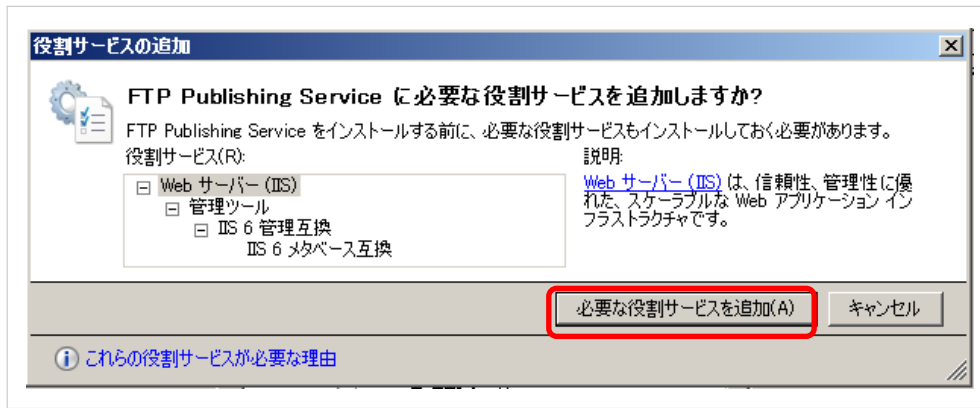 役割サービスの追加
FTP Publishing Service に必要な役割サービスを追加しますか?
FTP Publishing Service をインストールする前に、必要な役割サービスもインストールしておく必要があります。
役割サービス(R):
Web サーバー (IIS)
管理ツール
IIS 6 管理互換
IIS 6 メタベース互換
説明:
Web サーバー (IIS) は、信頼性、管理性に優
れた、スケーラブルな Web アプリケーション イン
フラストラクチャです。
必要な役割サービスを追加(A)
キャンセル
これらの役割サービスが必要な理由